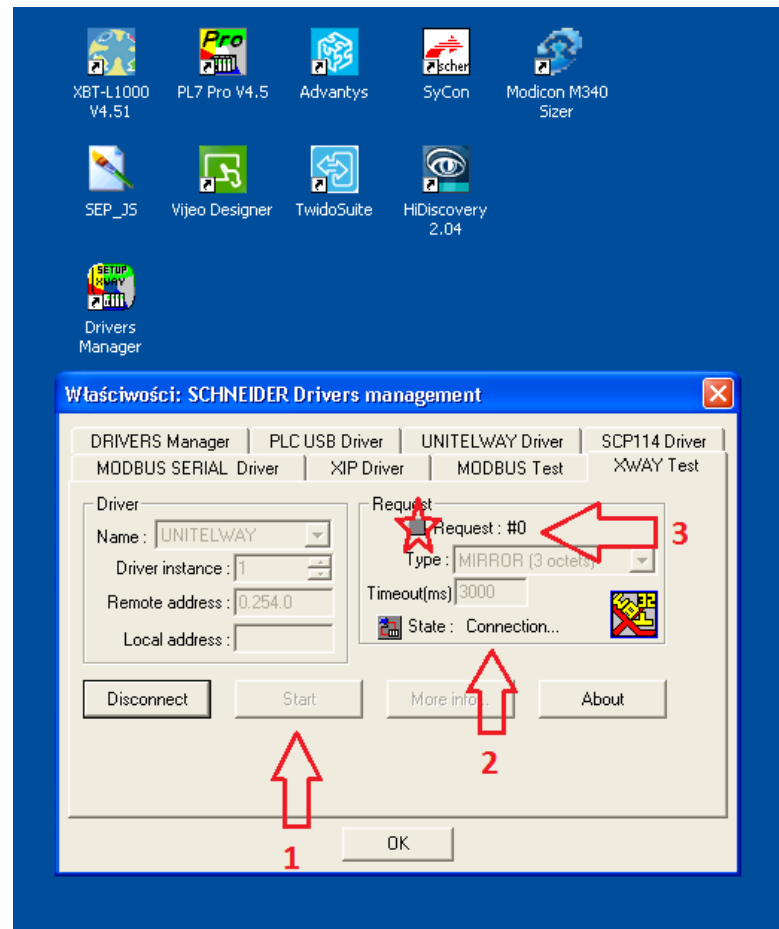 Pro
scher
XBT-L1000
V4.51
PL7 Pro V4.5
Advantys
SyCon
Modicon M340
Sizer
SEP_JS
Vijeo Designer
TwidoSuite
HiDiscovery
2.04
SETUP
XWAY
Drivers
Manager
Właściwości: SCHNEIDER Drivers management
DRIVERS Manager
PLC USB Driver
UNITELWAY Driver
SCP114 Driver
MODBUS SERIAL Driver
XIP Driver
MODBUS Test
XWAY Test
Driver
Name :
UNITELWAY
Driver instance :
1
Remote address :
0.254.0
Local address :
Request
Request : #0
3
Type :
MIRROR (3 octets)
Timeout(ms)
3000
State : Connection...
Disconnect
Start
More info...
About
2
1
OK